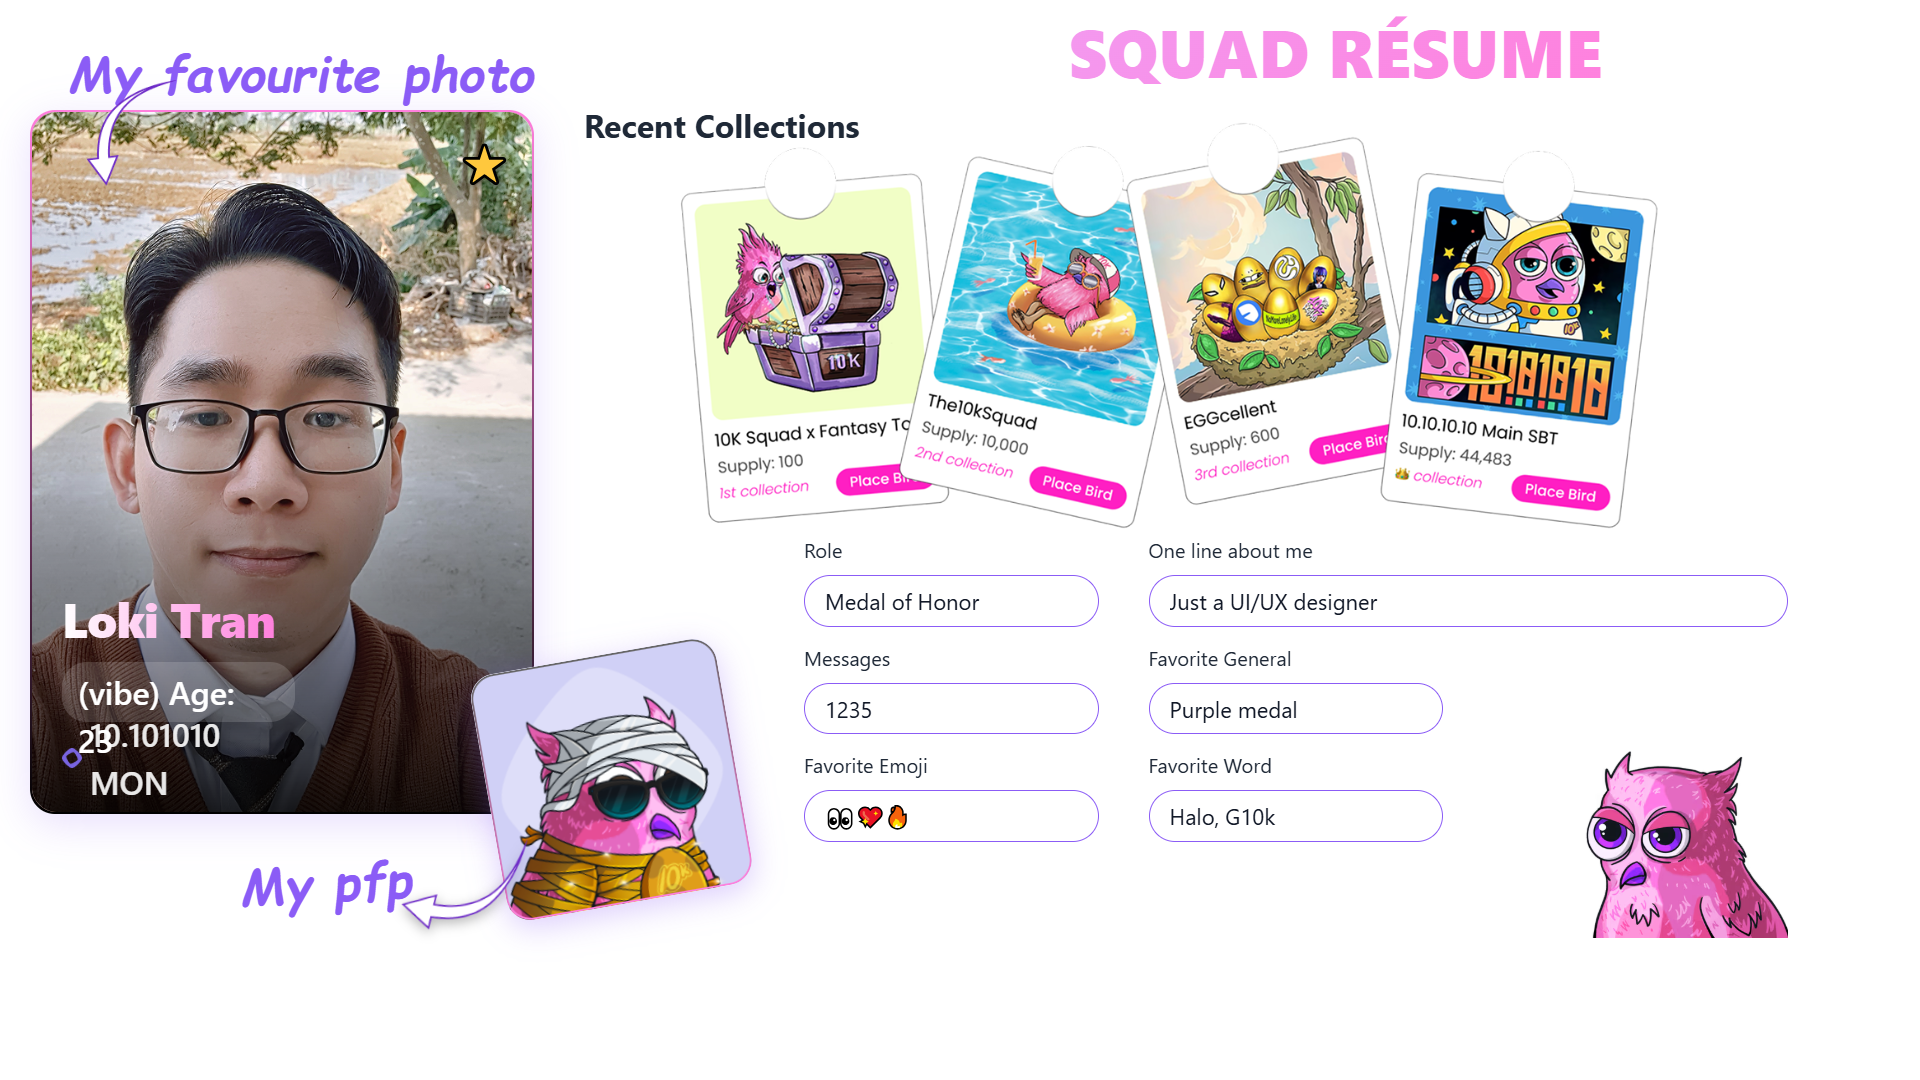 SQUAD RÉSUME
My favourite photo
Recent Collections
10K
10K Squad x Fantasy To
Supply: 100
1st collection
Place Bir
The10kSquad
Supply: 10,000
2nd collection
Place Bird
EGGcellent
Supply: 600
3rd collection
Place Bird
10101010
10.10.10.10 Main SBT
Supply: 44,483
👑 collection
Place Bird
Loki Tran
(vibe) Age:
23
10.101010
MON
My pfp
10K
Role
Medal of Honor
One line about me
Just a UI/UX designer
Messages
1235
Favorite General
Purple medal
Favorite Emoji
👀💖🔥
Favorite Word
Halo, G10k